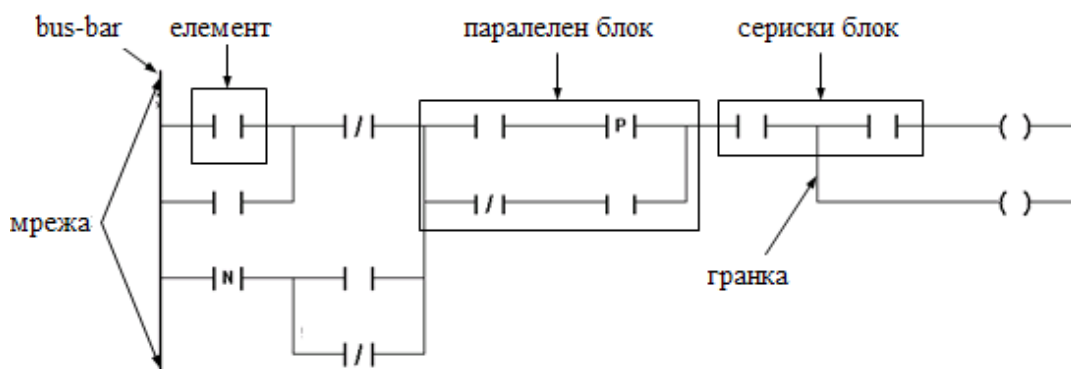 bus-bar
елемент
паралелен блок
сериски блок
P
мрежа
N
гранка